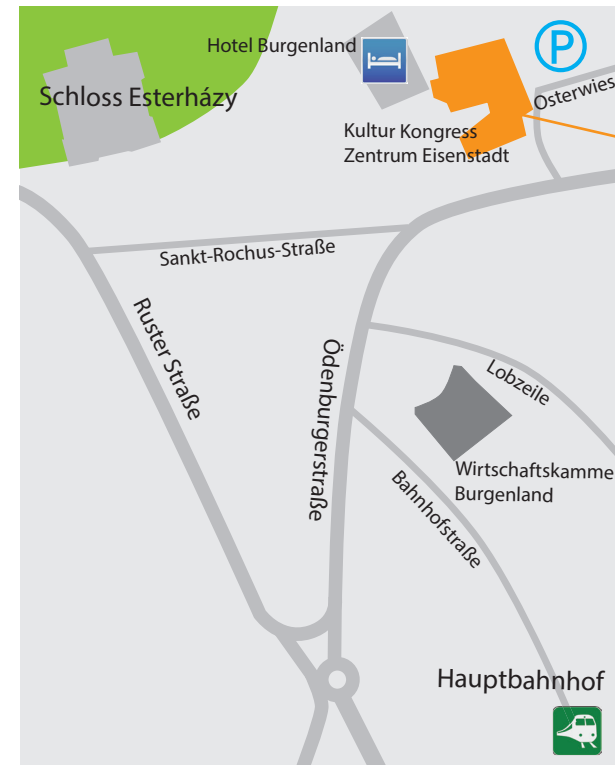 Hotel Burgenland
P
Schloss Esterházy
Osterwies
Kultur Kongress
Zentrum Eisenstadt
Sankt-Rochus-Straße
Ruster Straße
Ödenburgerstraße
Lobzeile
Wirtschaftskamme
Burgenland
Bahnhofstraße
Hauptbahnhof